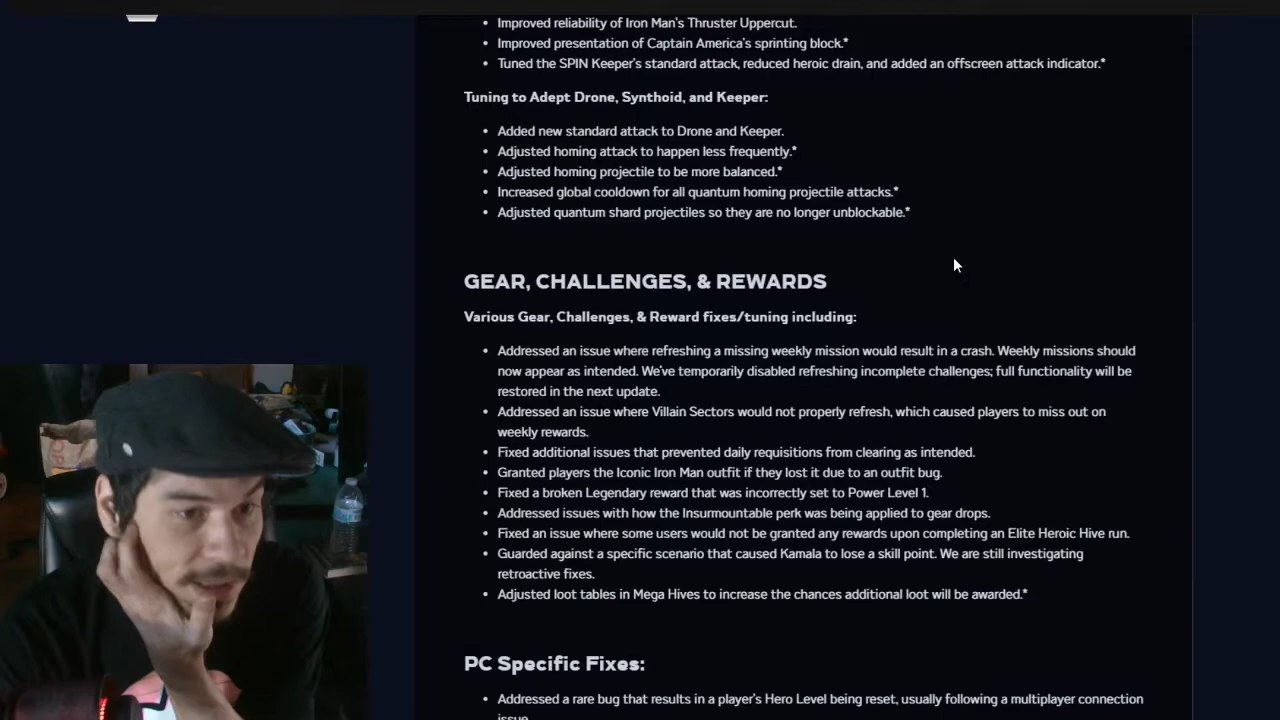 • Improved reliability of Iron Man's Thruster Uppercut.
• Improved presentation of Captain America's sprinting block.*
• Tuned the SPIN Keeper's standard attack, reduced heroic drain, and added an offscreen attack indicator.*
Tuning to Adept Drone, Synthoid, and Keeper:
• Added new standard attack to Drone and Keeper.
• Adjusted homing attack to happen less frequently.*
• Adjusted homing projectile to be more balanced.*
• Increased global cooldown for all quantum homing projectile attacks.*
• Adjusted quantum shard projectiles so they are no longer unblockable.*
GEAR, CHALLENGES, & REWARDS
Various Gear, Challenges, & Reward fixes/tuning including:
• Addressed an issue where refreshing a missing weekly mission would result in a crash. Weekly missions should
now appear as intended. We've temporarily disabled refreshing incomplete challenges; full functionality will be
restored in the next update.
• Addressed an issue where Villain Sectors would not properly refresh, which caused players to miss out on
weekly rewards.
• Fixed additional issues that prevented daily requisitions from clearing as intended.
• Granted players the Iconic Iron Man outfit if they lost it due to an outfit bug.
• Fixed a broken Legendary reward that was incorrectly set to Power Level 1.
• Addressed issues with how the Insurmountable perk was being applied to gear drops.
• Fixed an issue where some users would not be granted any rewards upon completing an Elite Heroic Hive run.
• Guarded against a specific scenario that caused Kamala to lose a skill point. We are still investigating
retroactive fixes.
• Adjusted loot tables in Mega Hives to increase the chances additional loot will be awarded.*
PC Specific Fixes:
• Addressed a rare bug that results in a player's Hero Level being reset, usually following a multiplayer connection
issue.